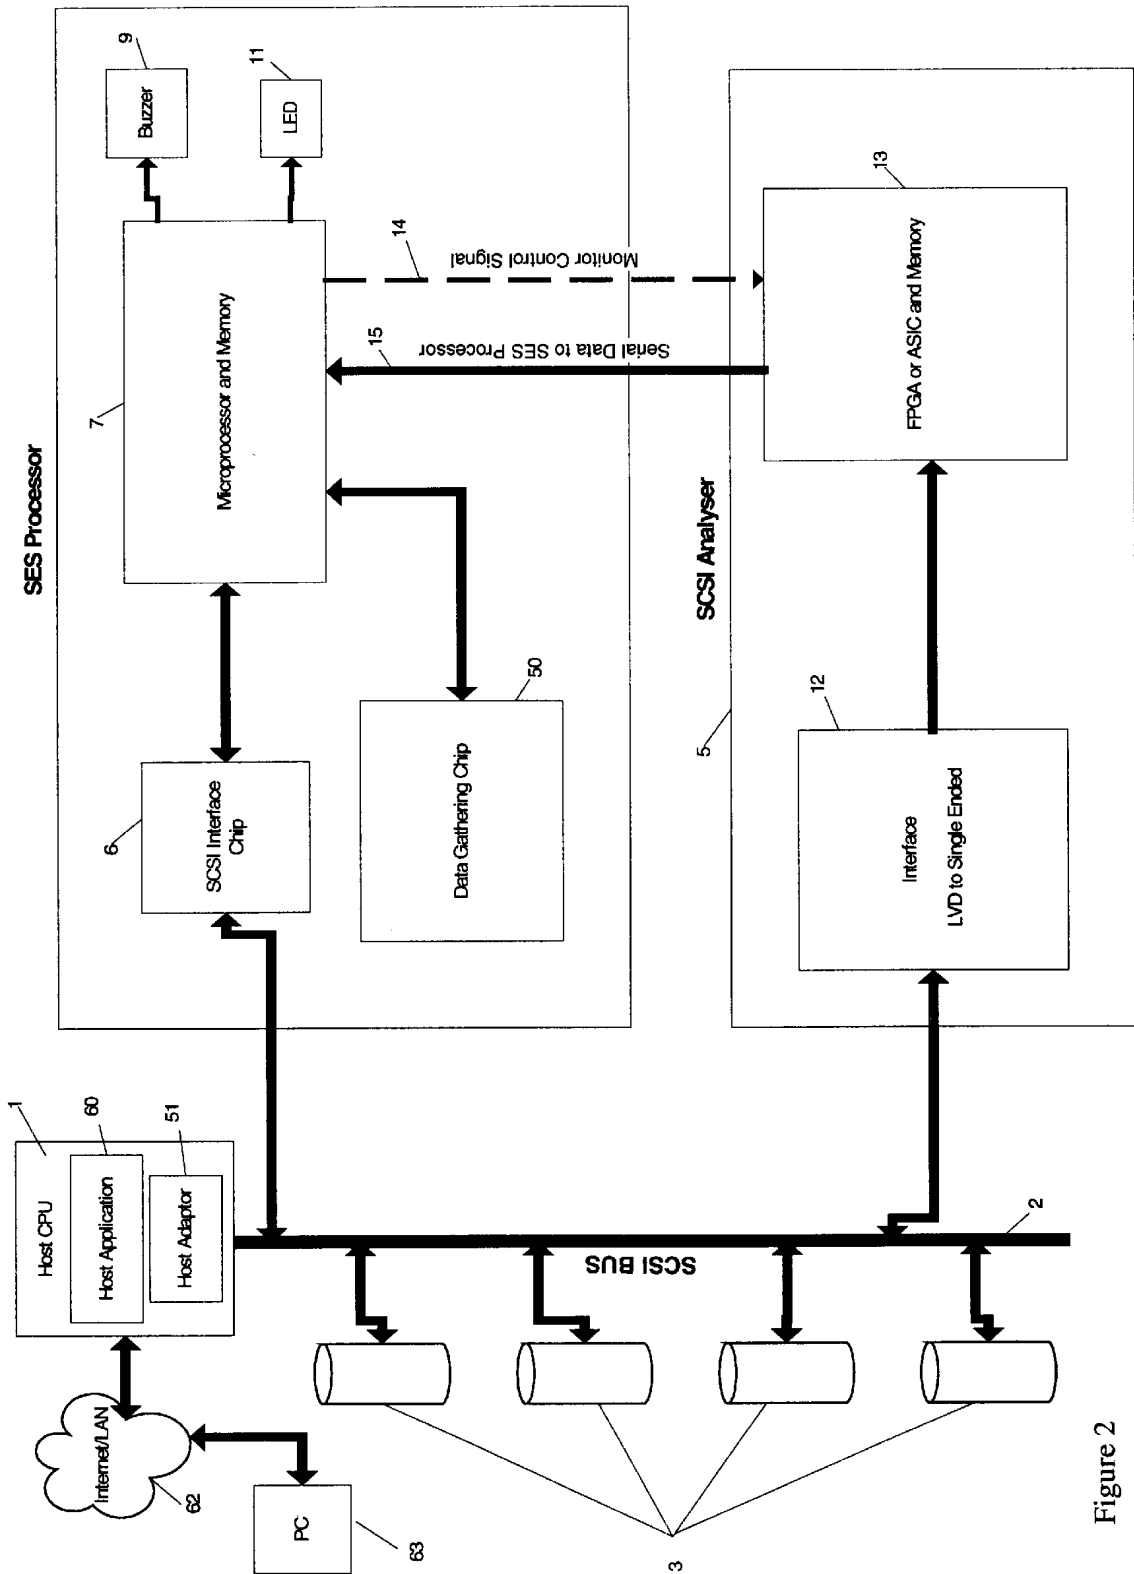 SES Processor
9
Buzzer
11
LED
7
Microprocessor and Memory
6
SCSI Interface
Chip
50
Data Gathering Chip
14
Monitor Control Signal
15
Serial Data to SES Processor
SCSI Analyser
5
12
Interface
LVD to Single Ended
13
FPGA or ASIC and Memory
1
Host CPU
60
Host Application
51
Host Adaptor
2
SCSI BUS
Internet/LAN
62
PC
63
3
Figure 2